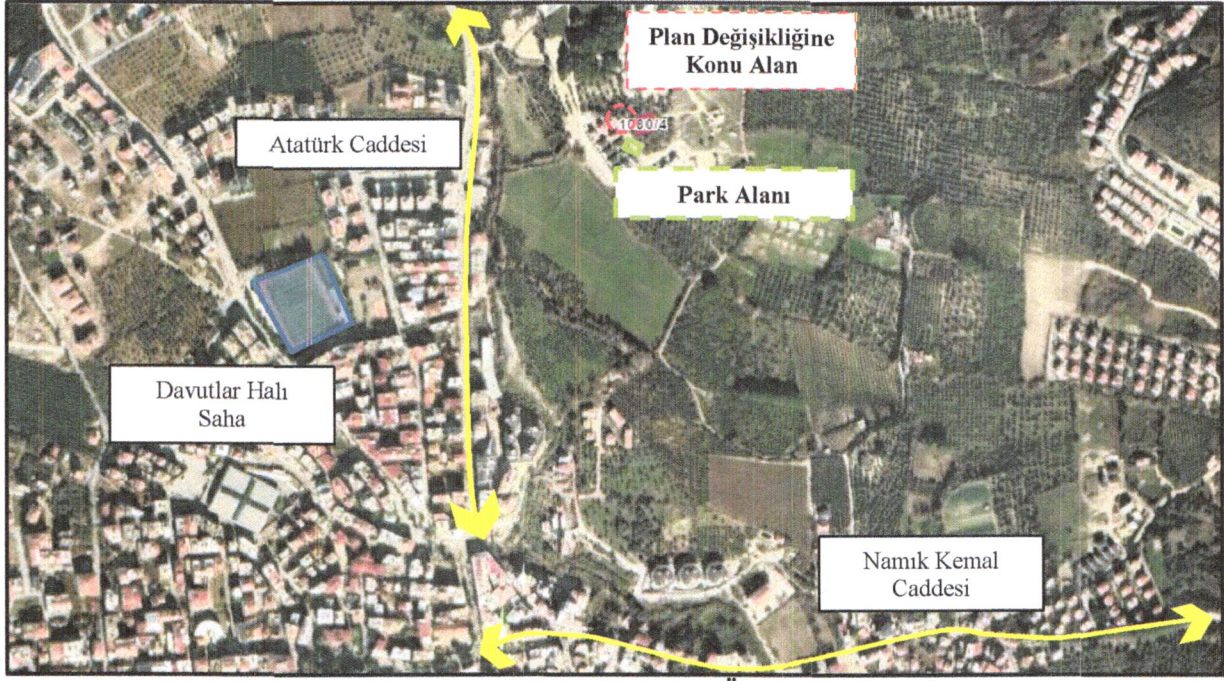 Plan Değişikliğine
Konu Alan
1080/4
Atatürk Caddesi
Park Alanı
Davutlar Halı
Saha
Namık Kemal
Caddesi